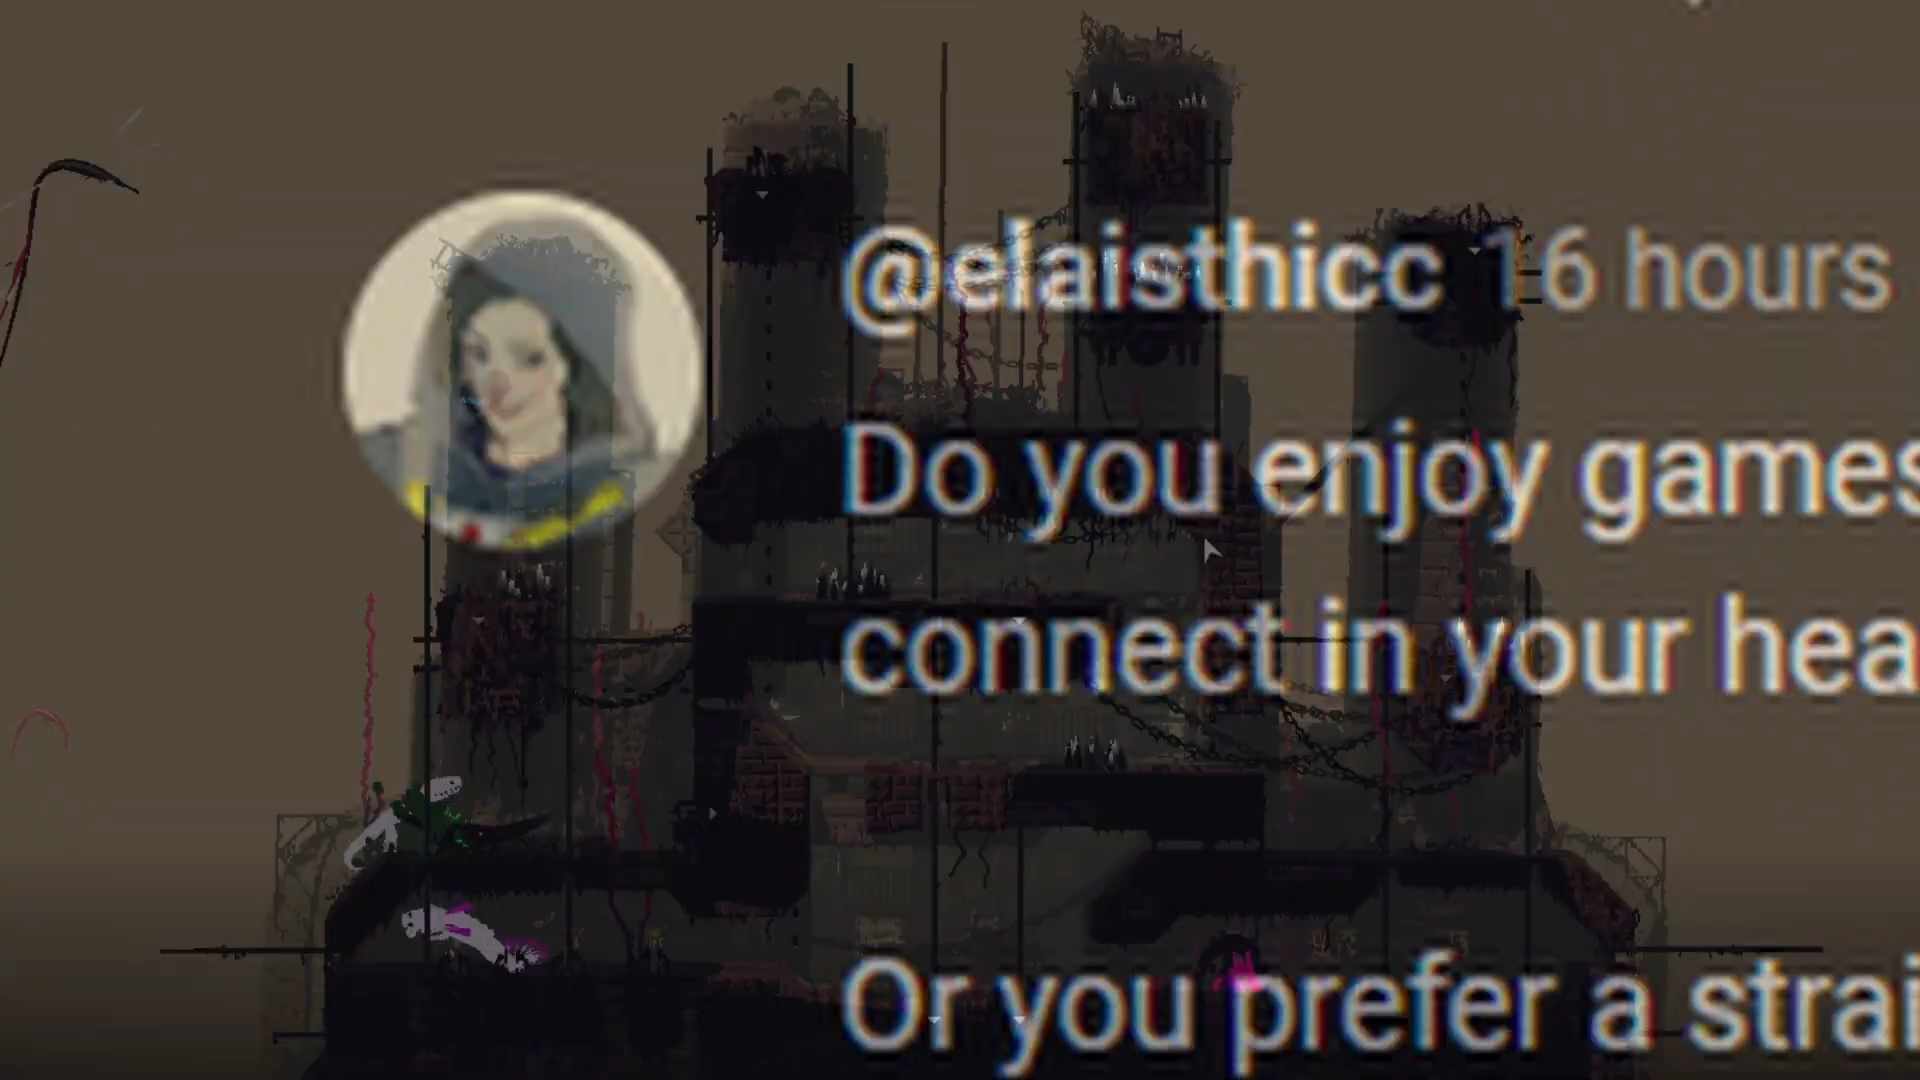 @elaisthicc 16 hours
Do you enjoy games
connect in your hea
Or you prefer a strai